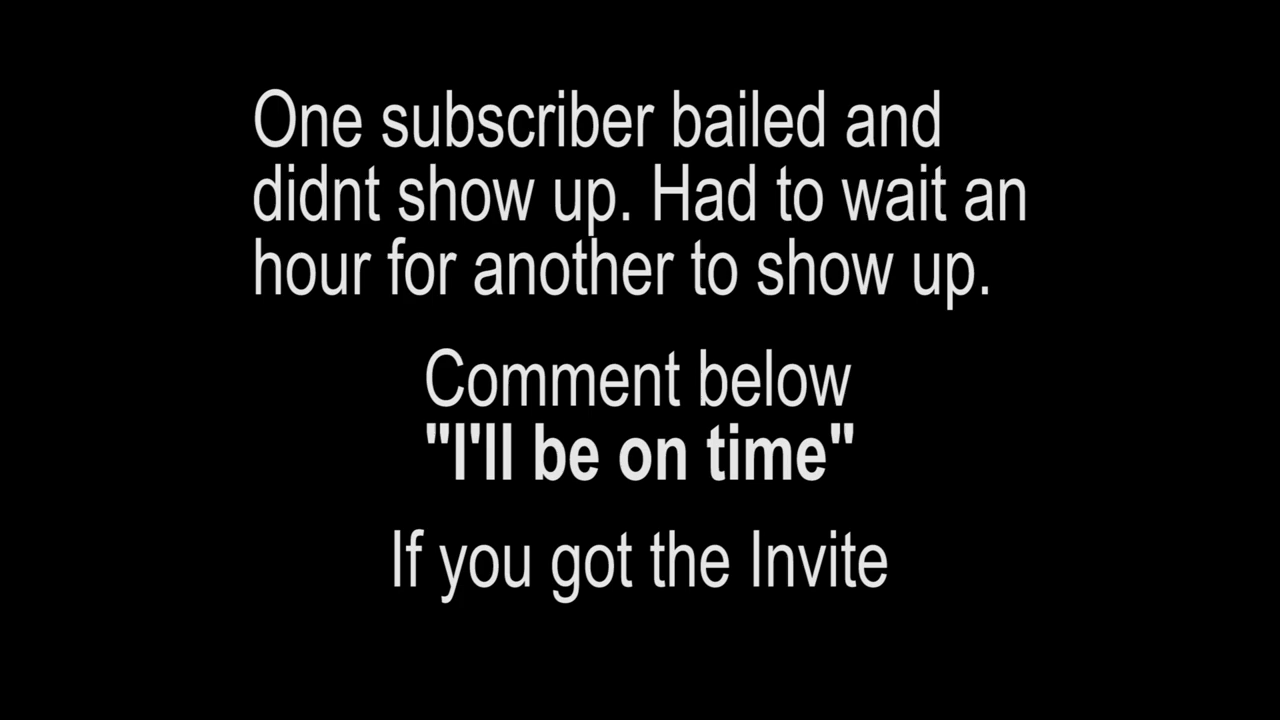 One subscriber bailed and
didnt show up. Had to wait an
hour for another to show up.
Comment below
"I'll be on time"
If you got the Invite